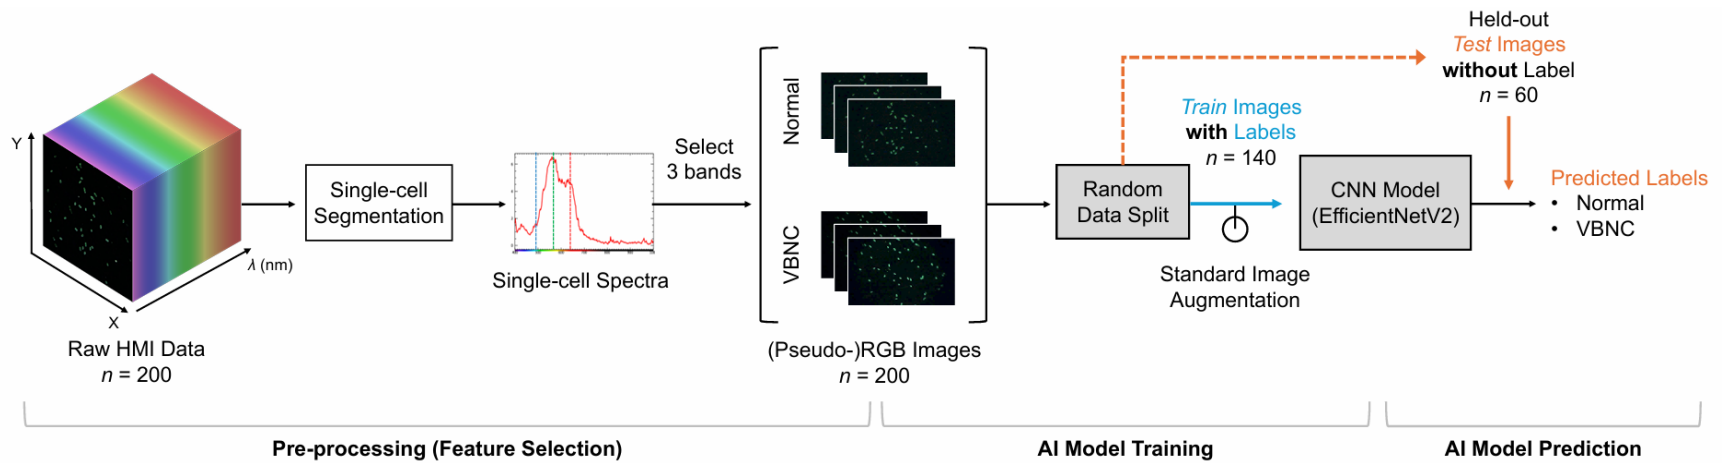 Y
X
λ (nm)
Raw HMI Data
n = 200
Single-cell
Segmentation
Single-cell Spectra
Select
3 bands
Normal
VBNC
(Pseudo-)RGB Images
n = 200
Random
Data Split
Train Images
with Labels
n = 140
Standard Image
Augmentation
CNN Model
(EfficientNetV2)
Held-out
Test Images
without Label
n = 60
Predicted Labels
• Normal
• VBNC
Pre-processing (Feature Selection)
AI Model Training
AI Model Prediction